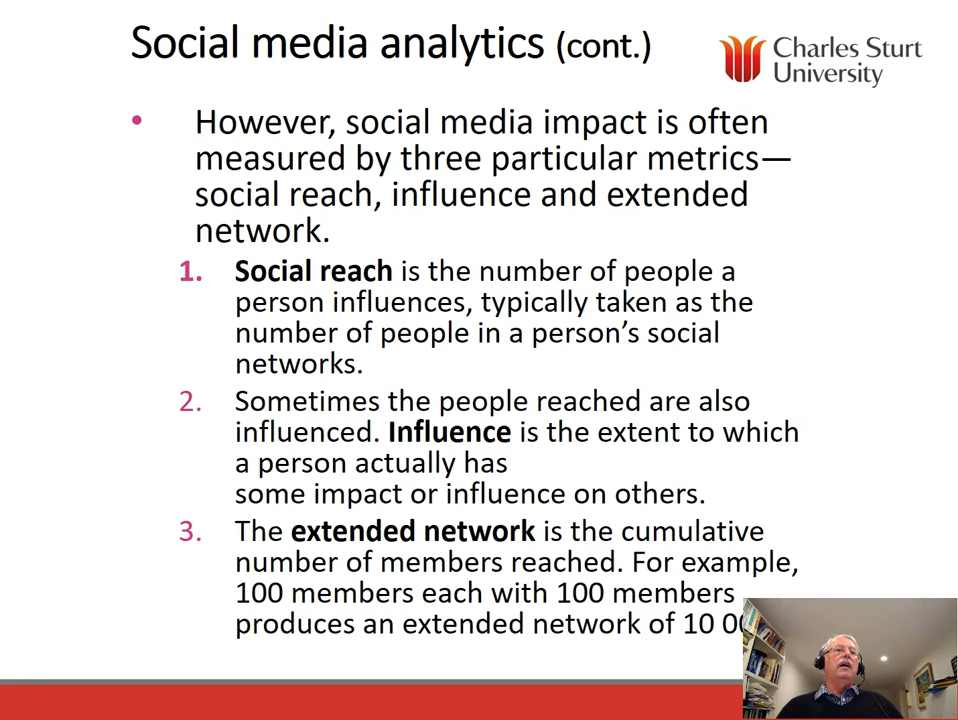 Social media analytics (cont.)
Charles Sturt
University
• However, social media impact is often
measured by three particular metrics—
social reach, influence and extended
network.
1. Social reach is the number of people a
person influences, typically taken as the
number of people in a person’s social
networks.
2. Sometimes the people reached are also
influenced. Influence is the extent to which
a person actually has
some impact or influence on others.
3. The extended network is the cumulative
number of members reached. For example,
100 members each with 100 members
produces an extended network of 10